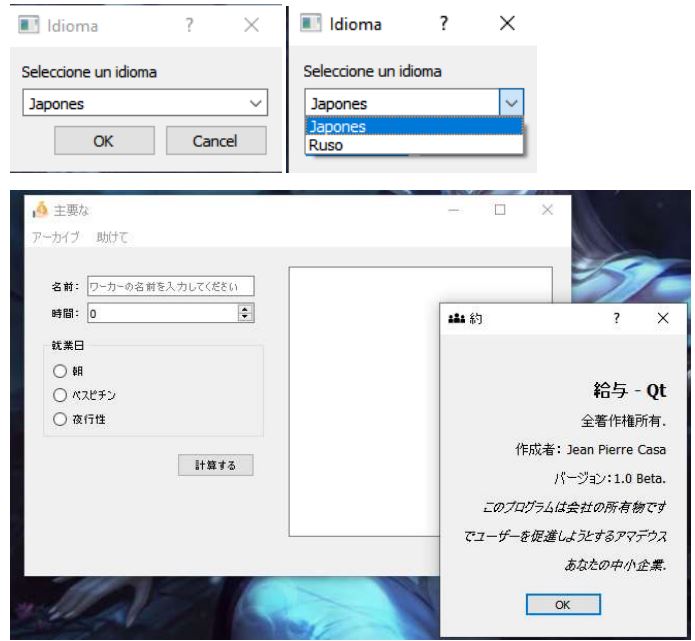 Idioma
Seleccione un idioma
Japones
OK Cancel
Idioma
Seleccione un idioma
Japones
Japones
Ruso
主要な
アーカイブ 助けて
名前: ワーカーの名前を入力してください
時間: 0
就業日
朝
ベスピチン
夜行性
計算する
約
給与 - Qt
全著作権所有.
作成者: Jean Pierre Casa
バージョン:1.0 Beta.
このプログラムは会社の所有物です
でユーザーを促進しようとするアマデウス
あなたの中小企業.
OK